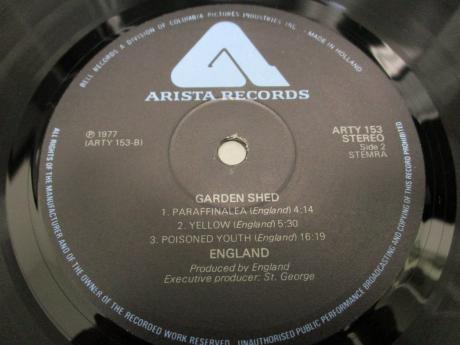 BELL RECORDS A DIVISION OF COLUMBIA PICTURES INDUSTRIES INC. · MADE IN HOLLAND
ARISTA RECORDS
℗ 1977
(ARTY 153-B)
ARTY 153
STEREO
Side 2
STEMRA
GARDEN SHED
1. PARAFFINALEA (England) 4:14
2. YELLOW (England) 5:30
3. POISONED YOUTH (England) 16:19
ENGLAND
Produced by England
Executive producer: St. George
ALL RIGHTS OF THE MANUFACTURER AND OF THE OWNER OF THE RECORDED WORK RESERVED. UNAUTHORISED PUBLIC PERFORMANCE BROADCASTING AND COPYING OF THIS RECORD PROHIBITED